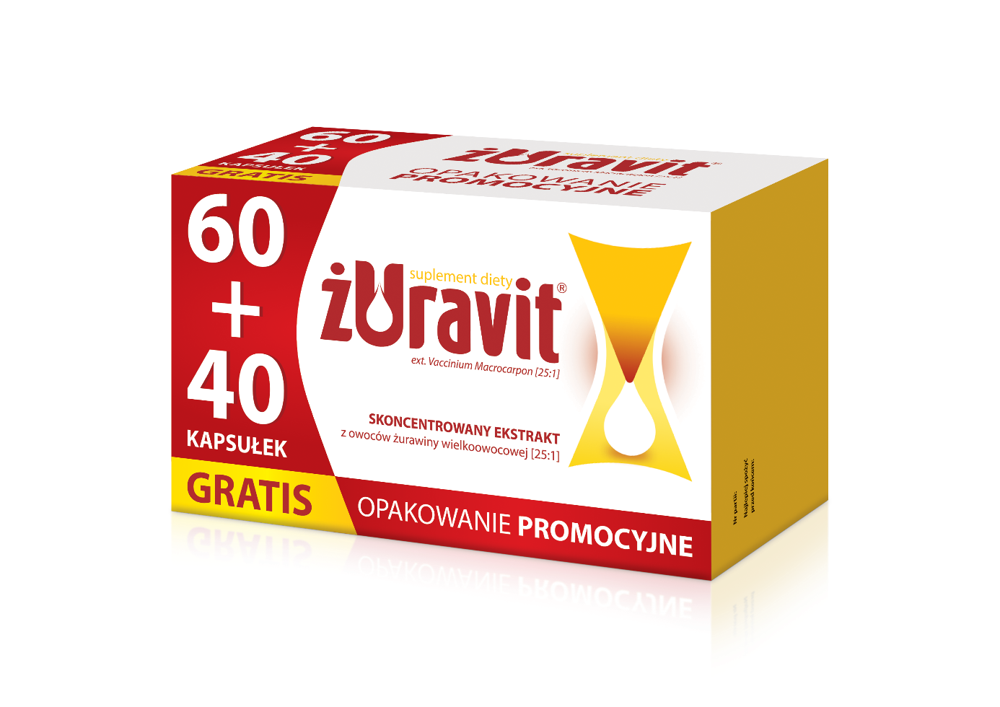 60
+
40
KAPSUŁEK
GRATIS
suplement diety
żuravit®
OPAKOWANIE
PROMOCYJNE
60
+
40
KAPSUŁEK
GRATIS
suplement diety
żuravit®
ext. Vaccinium Macrocarpon [25:1]
SKONCENTROWANY EKSTRAKT
z owoców żurawiny wielkoowocowej [25:1]
OPAKOWANIE PROMOCYJNE
Nr partii:
Najlepiej spożyć
przed końcem: